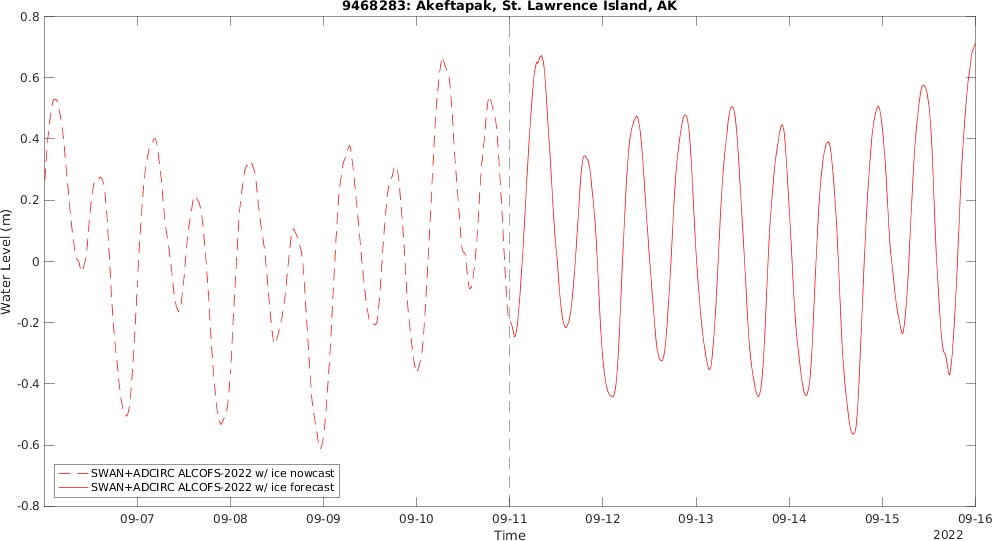 9468283: Akeftapak, St. Lawrence Island, AK
0.8
0.6
0.4
0.2
0
-0.2
-0.4
-0.6
-0.8
Water Level (m)
SWAN+ADCIRC ALCOFS-2022 w/ ice nowcast
SWAN+ADCIRC ALCOFS-2022 w/ ice forecast
09-07 09-08 09-09 09-10 09-11 09-12 09-13 09-14 09-15 09-16
Time
2022